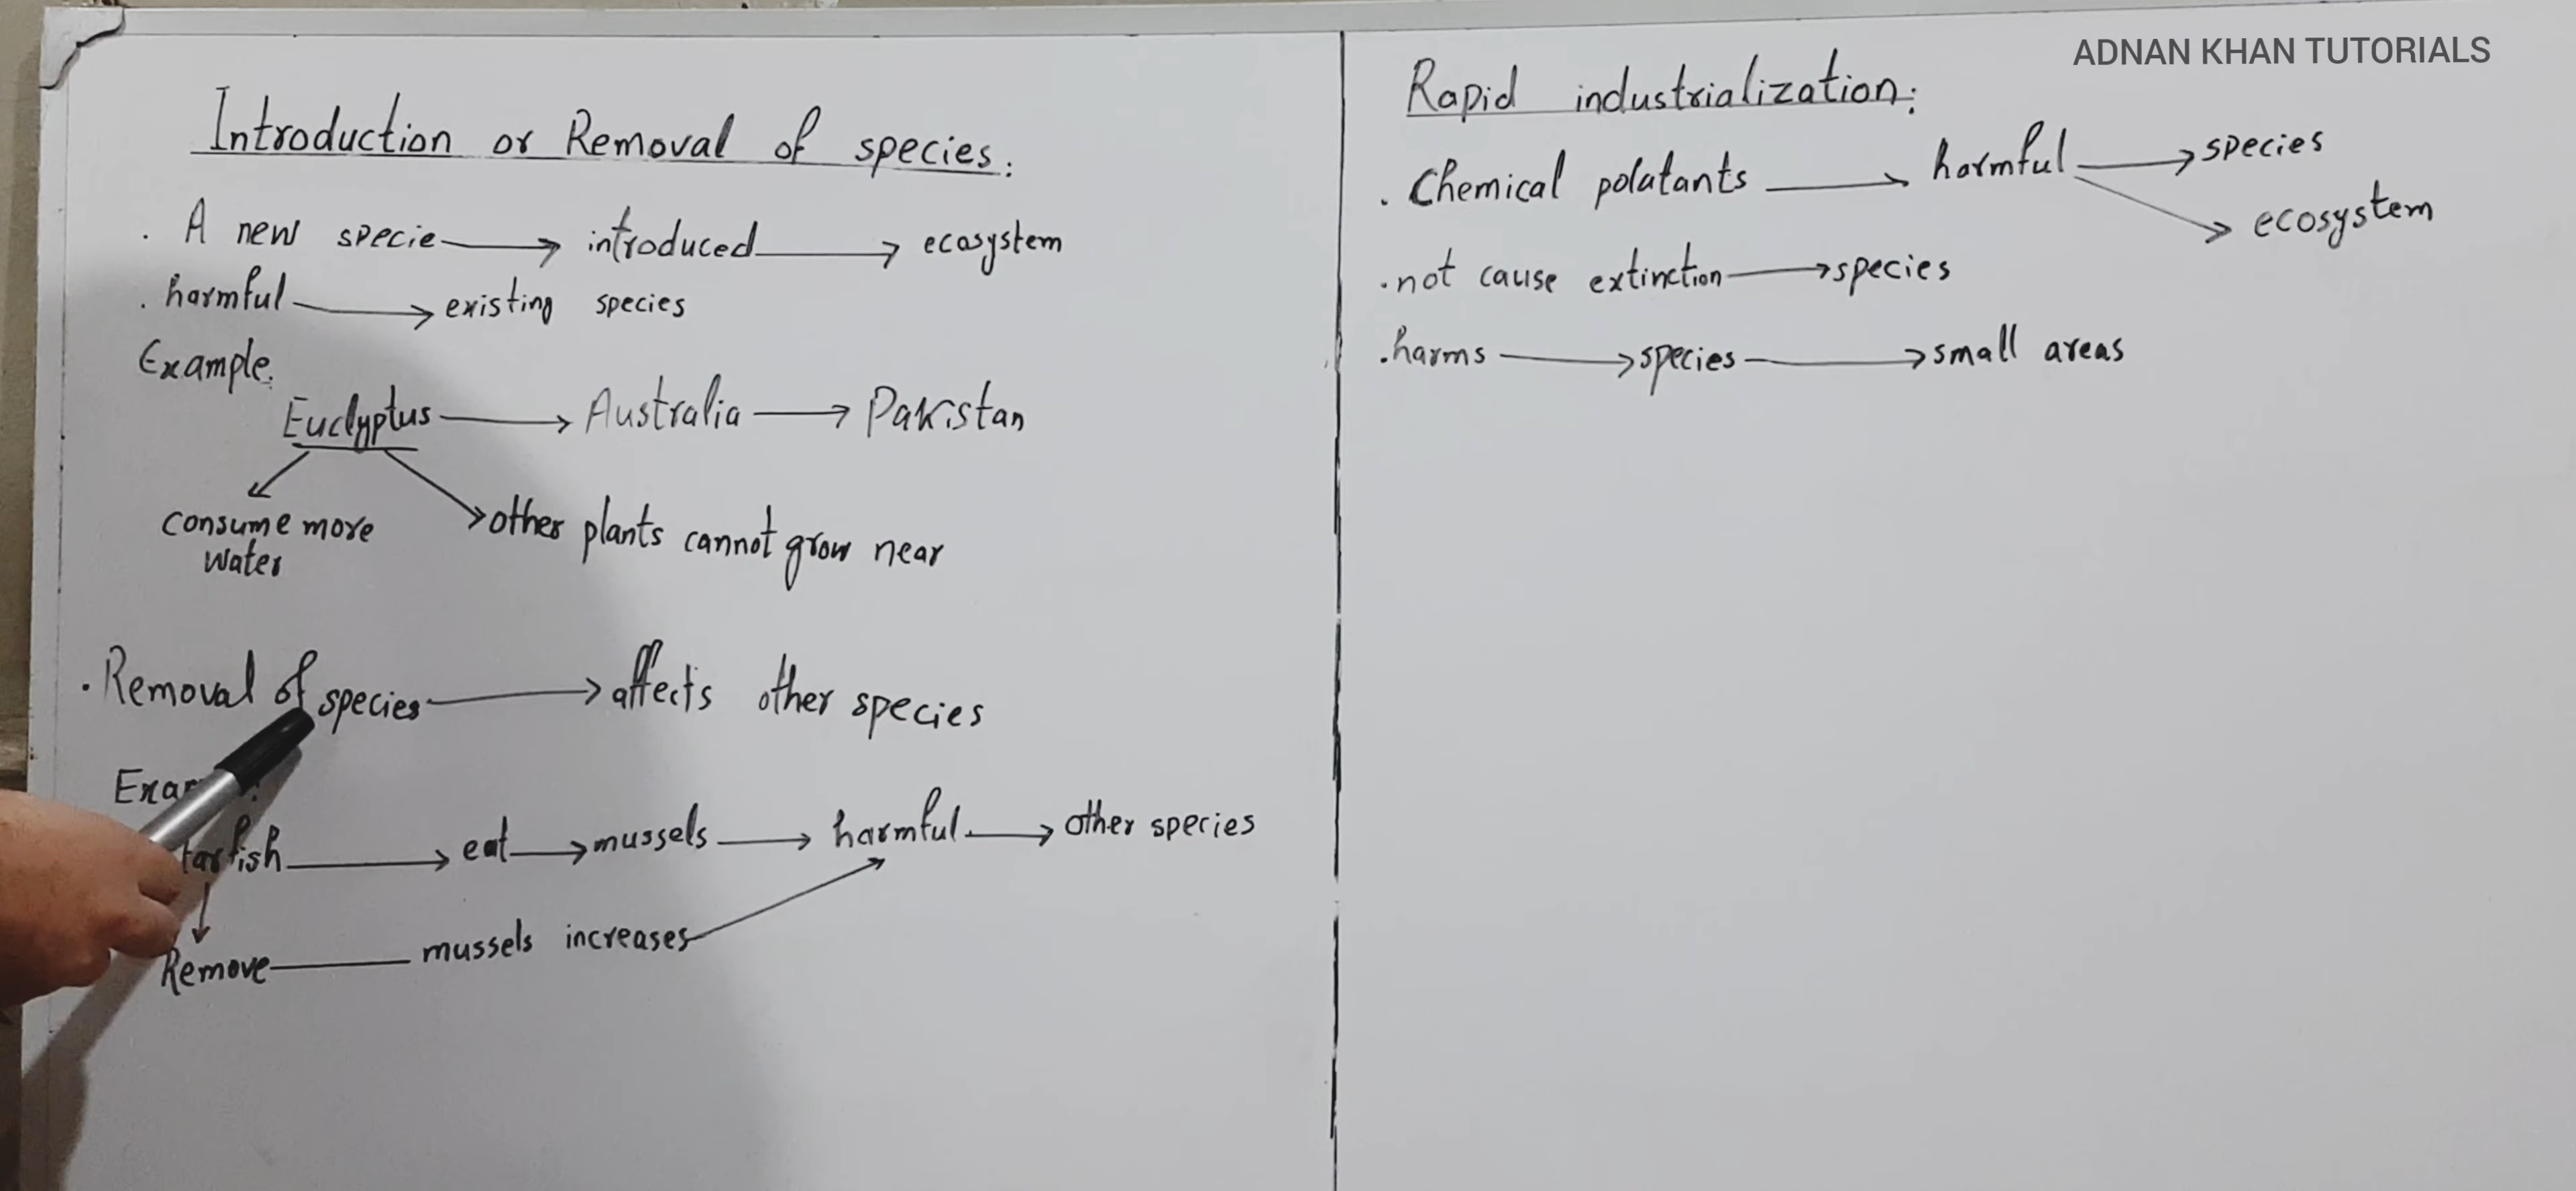 ADNAN KHAN TUTORIALS
Introduction or Removal of species:
. A new specie → introduced → ecosystem
. harmful → existing species
Example.
Euclyptus → Australia → Pakistan
consume more water
other plants cannot grow near
. Removal of species → affects other species
→ eat → mussels → harmful → other species
Remove — mussels increases
Rapid industrialization:
. Chemical polutants → harmful → species
→ ecosystem
. not cause extinction → species
. harms → species → small areas